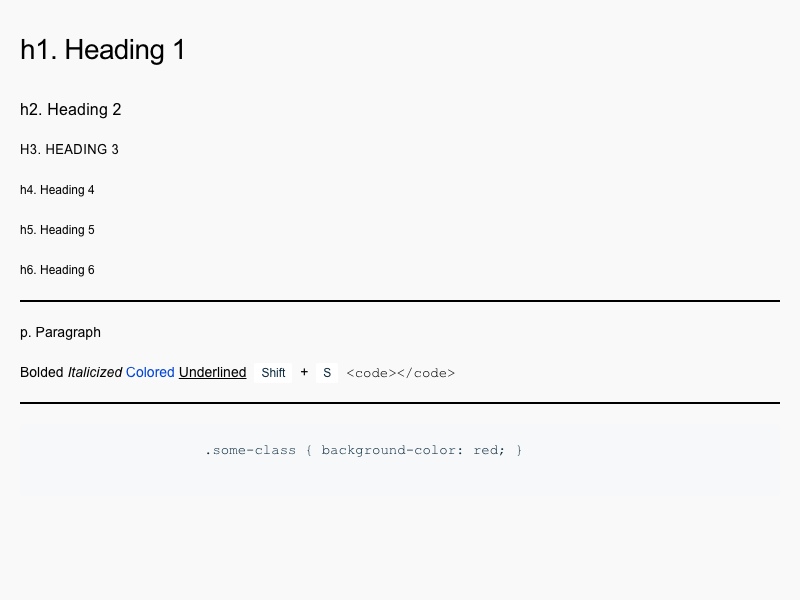 h1. Heading 1
h2. Heading 2
H3. HEADING 3
h4. Heading 4
h5. Heading 5
h6. Heading 6
p. Paragraph
Bolded Italicized Colored Underlined Shift + S <code></code>
.some-class { background-color: red; }